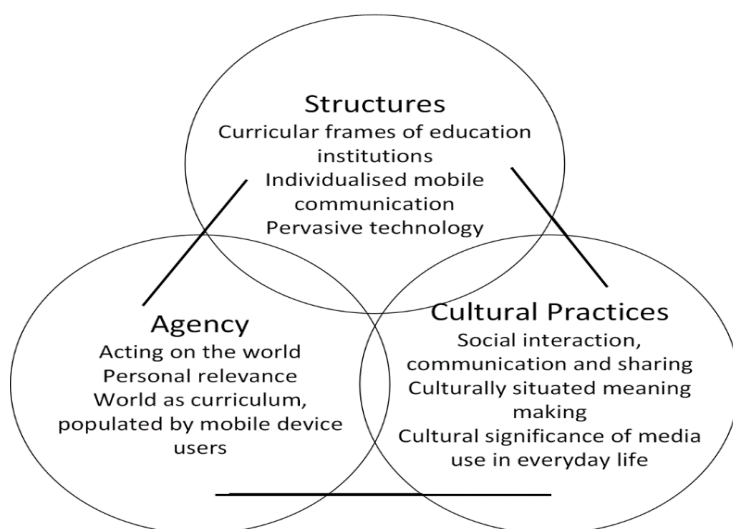 Structures
Curricular frames of education
institutions
Individualised mobile
communication
Pervasive technology
Agency
Acting on the world
Personal relevance
World as curriculum,
populated by mobile device
users
Cultural Practices
Social interaction,
communication and sharing
Culturally situated meaning
making
Cultural significance of media
use in everyday life